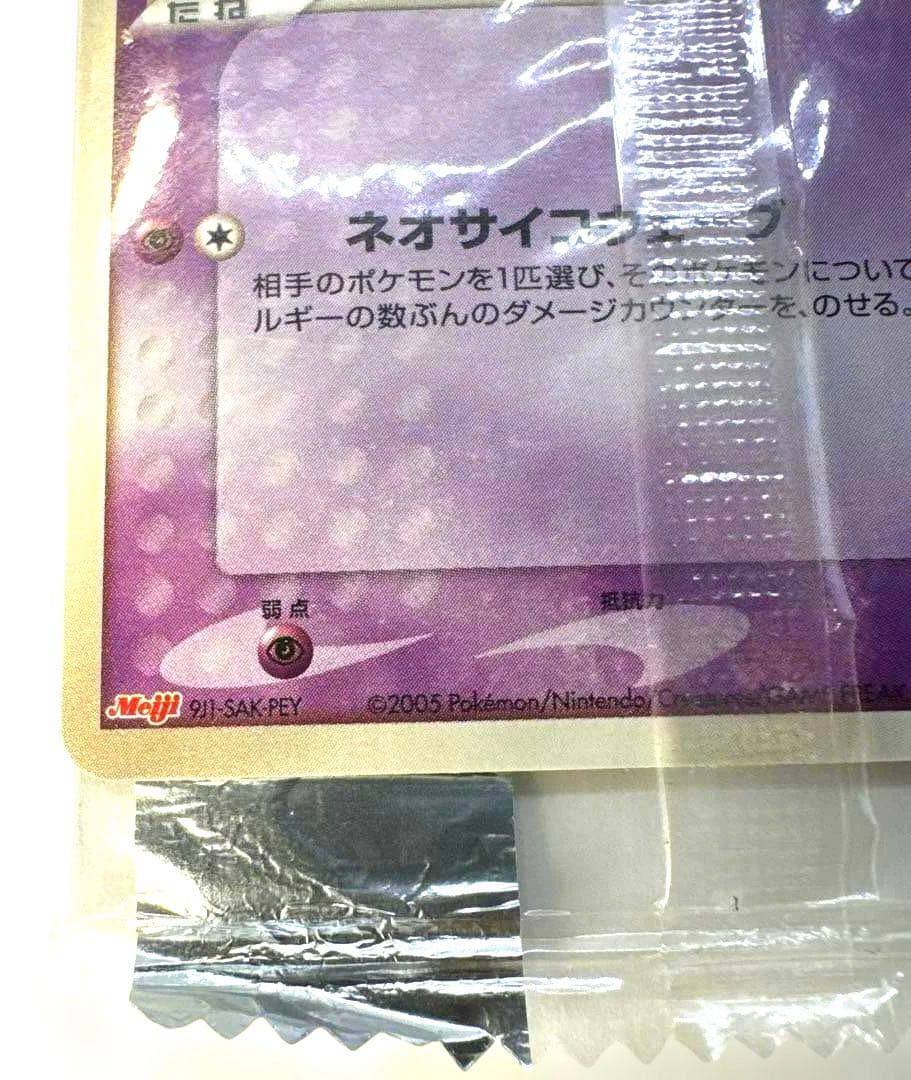 たね
ネオサイコウェーブ
相手のポケモンを1匹選び、そのポケモンについて
ルギーの数ぶんのダメージカウンターを、のせる。
弱点
抵抗力
Meiji 9J1-SAK-PEY ©2005 Pokémon/Nintendo/Creatures/GAME FREAK